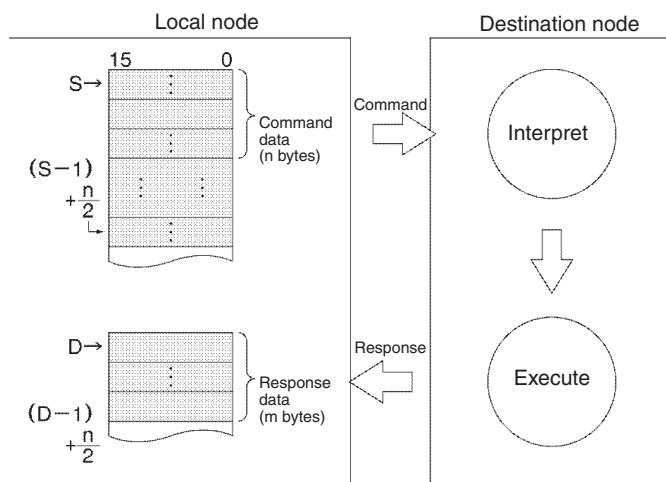 Local node
Destination node
15 0
S→
Command data (n bytes)
(S−1) + n/2
Command
Interpret
D→
Response data (m bytes)
(D−1) + n/2
Response
Execute